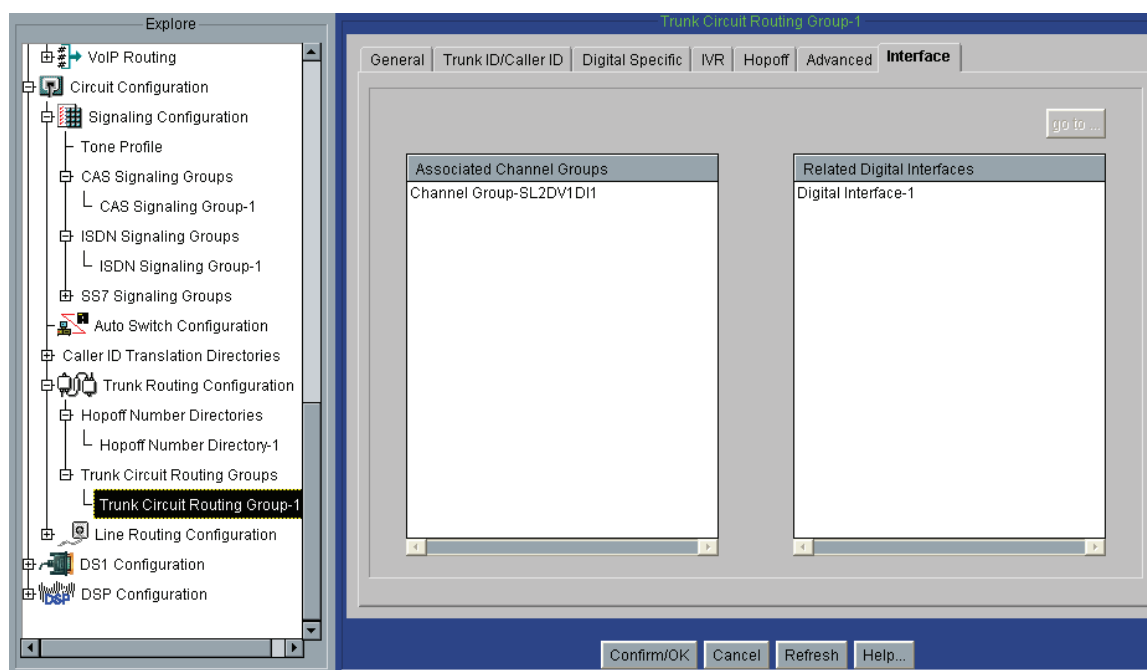 Explore
VoIP Routing
Circuit Configuration
Signaling Configuration
Tone Profile
CAS Signaling Groups
CAS Signaling Group-1
ISDN Signaling Groups
ISDN Signaling Group-1
SS7 Signaling Groups
Auto Switch Configuration
Caller ID Translation Directories
Trunk Routing Configuration
Hopoff Number Directories
Hopoff Number Directory-1
Trunk Circuit Routing Groups
Trunk Circuit Routing Group-1
Line Routing Configuration
DS1 Configuration
DSP DSP Configuration
Trunk Circuit Routing Group-1
General Trunk ID/Caller ID Digital Specific IVR Hopoff Advanced Interface
go to ...
Associated Channel Groups
Channel Group-SL2DV1DI1
Related Digital Interfaces
Digital Interface-1
Confirm/OK Cancel Refresh Help...